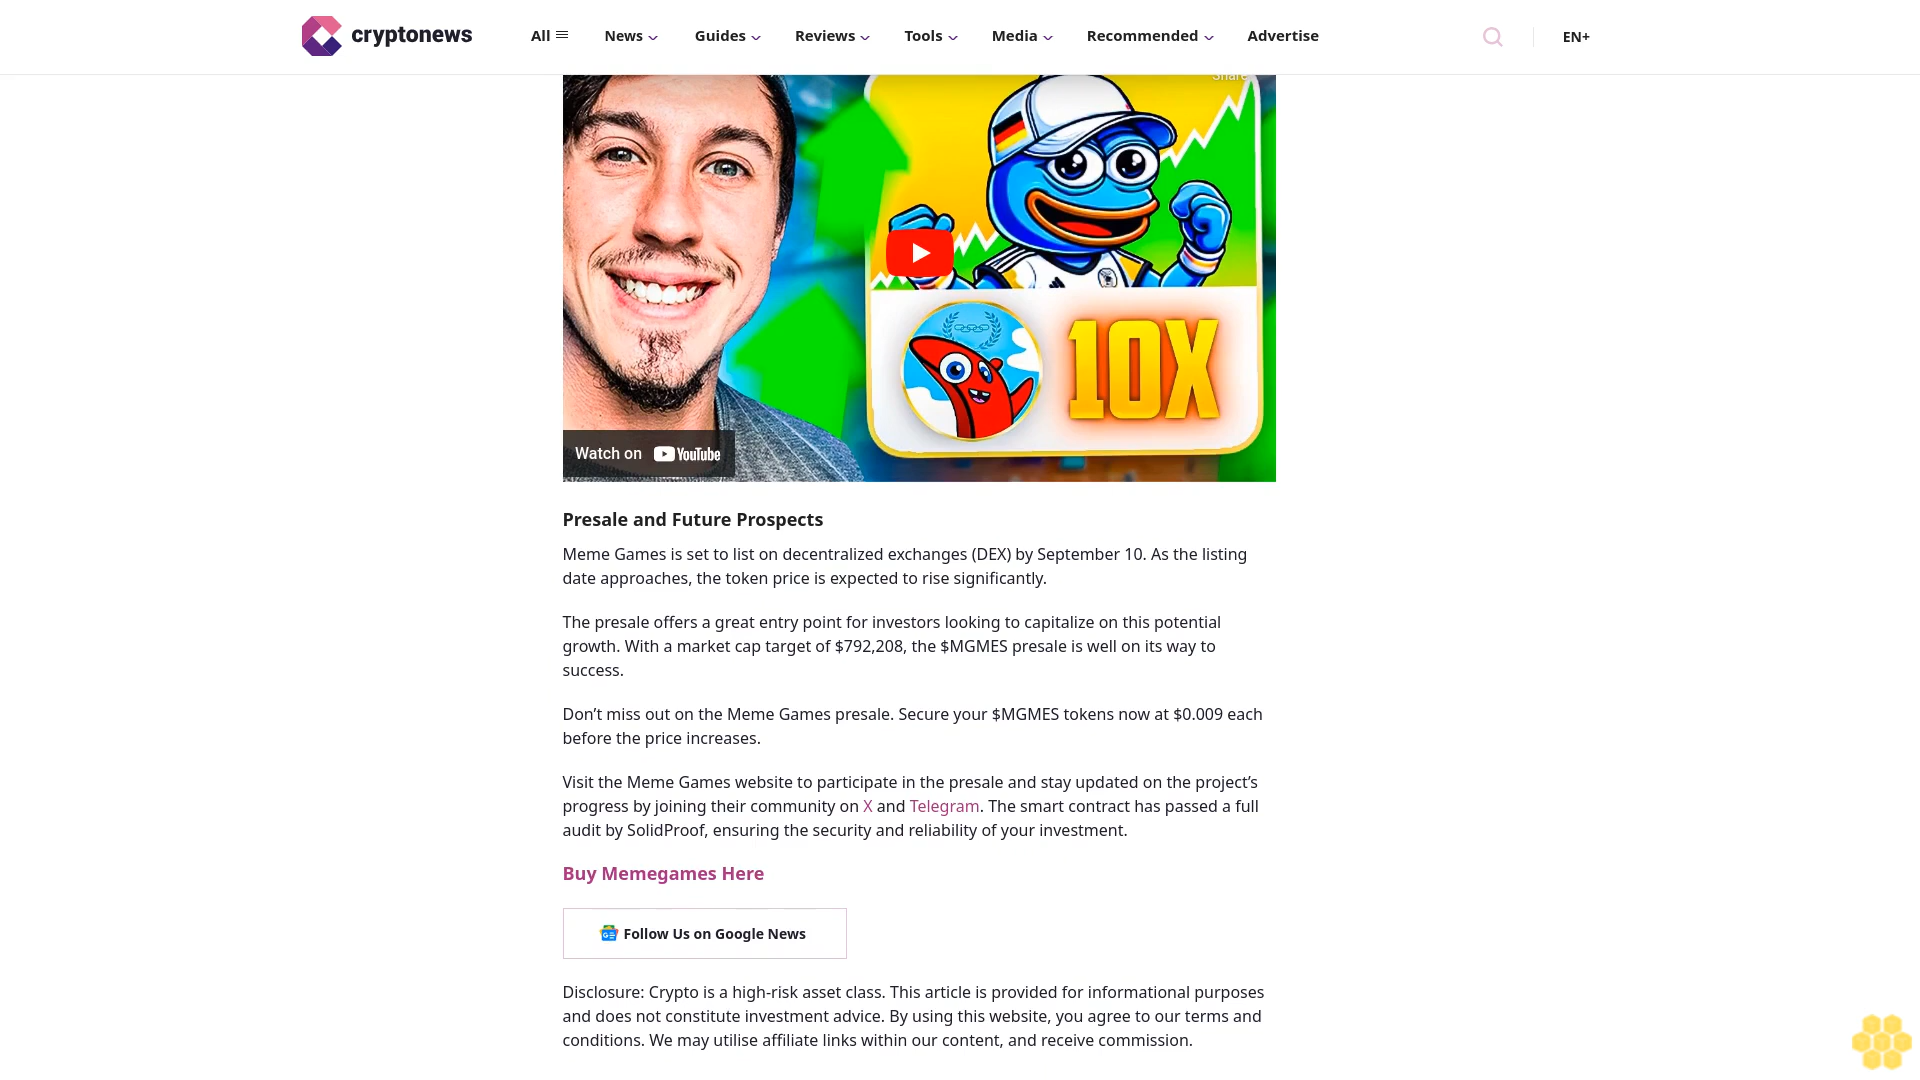 cryptonews
All
News
Guides
Reviews
Tools
Media
Recommended
Advertise
EN+
Share
10X
Watch on YouTube
Presale and Future Prospects
Meme Games is set to list on decentralized exchanges (DEX) by September 10. As the listing
date approaches, the token price is expected to rise significantly.
The presale offers a great entry point for investors looking to capitalize on this potential
growth. With a market cap target of $792,208, the $MGMES presale is well on its way to
success.
Don’t miss out on the Meme Games presale. Secure your $MGMES tokens now at $0.009 each
before the price increases.
Visit the Meme Games website to participate in the presale and stay updated on the project’s
progress by joining their community on X and Telegram. The smart contract has passed a full
audit by SolidProof, ensuring the security and reliability of your investment.
Buy Memegames Here
Follow Us on Google News
Disclosure: Crypto is a high-risk asset class. This article is provided for informational purposes
and does not constitute investment advice. By using this website, you agree to our terms and
conditions. We may utilise affiliate links within our content, and receive commission.